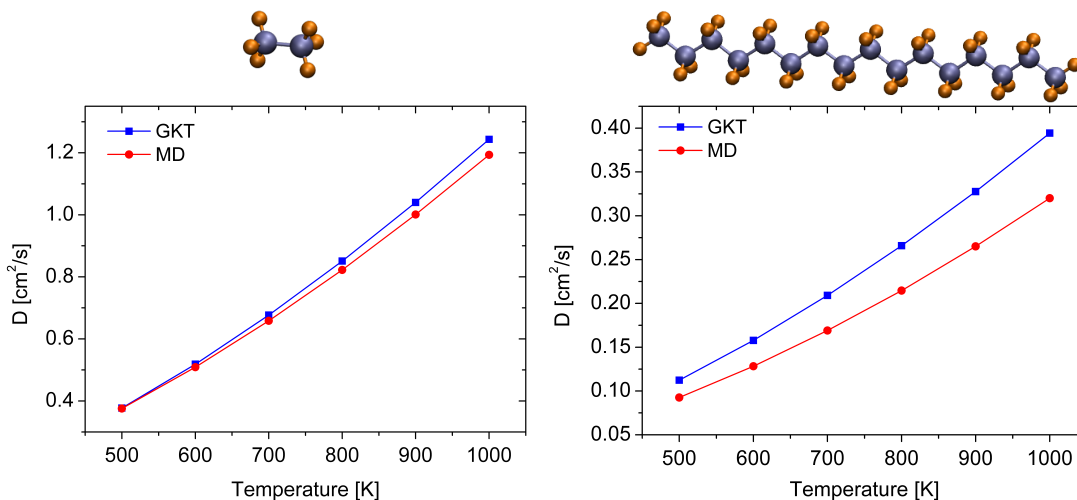 GKT
MD
1.2
1.0
0.8
0.6
0.4
D [cm²/s]
500 600 700 800 900 1000
Temperature [K]
GKT
MD
0.40
0.35
0.30
0.25
0.20
0.15
0.10
0.05
D [cm²/s]
500 600 700 800 900 1000
Temperature [K]